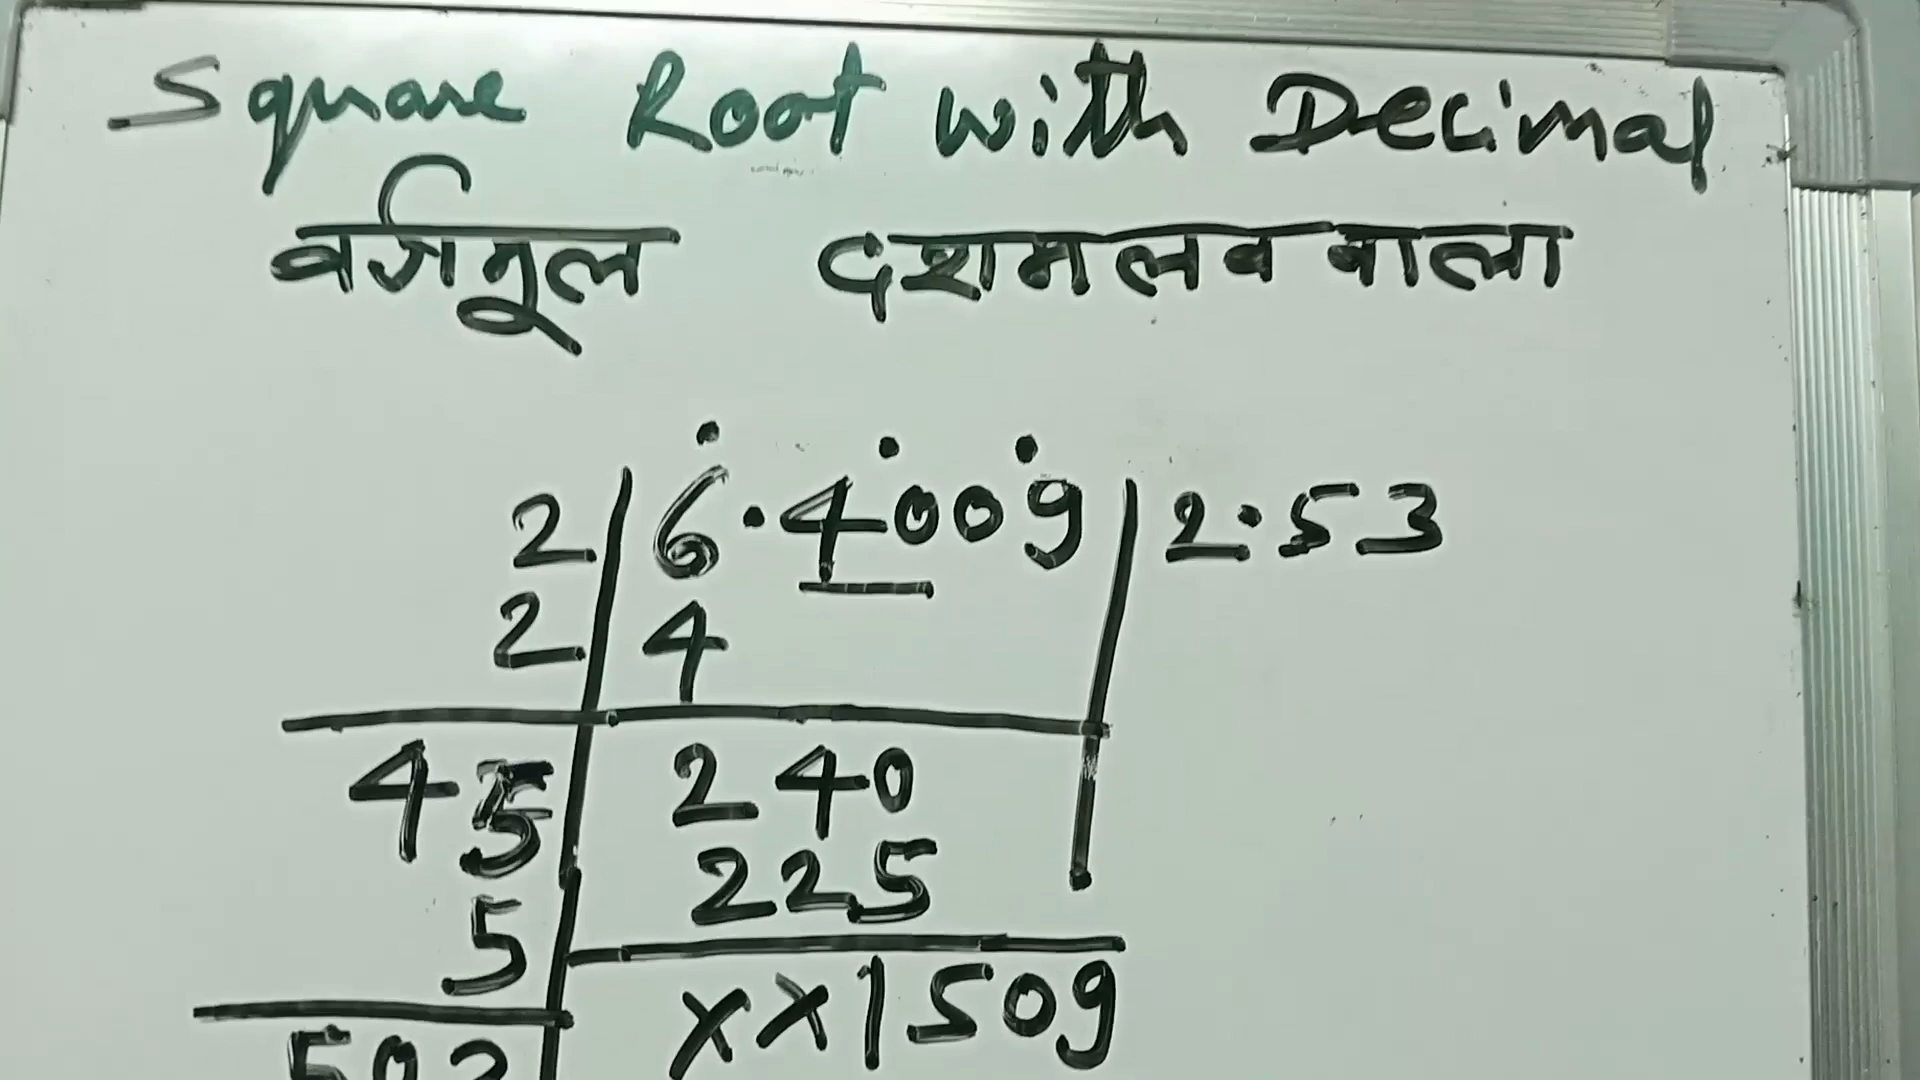 Square Root with Decimal
वर्गमूल दशमलव वाला
2 | 6.4009 | 2.53
2 | 4
45 | 240
5 | 225
503 | xx1509